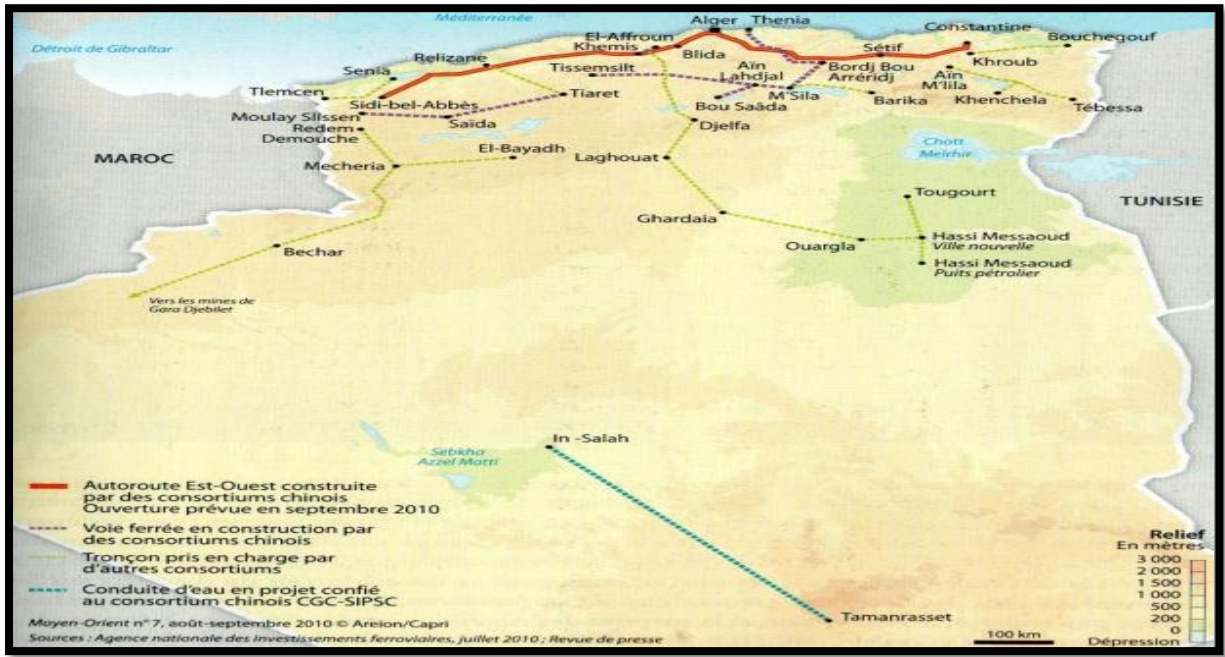 Méditerranée
Alger
Thenia
Constantine
Bouchegouf
Détroit de Gibraltar
El-Affroun
Khemis
Blida
Sétif
Khroub
Relizane
Senia
Tissemsilt
Aïn
Lahdjal
Bordj Bou
Arréridj
Aïn
M'lila
Tlemcen
Sidi-bel-Abbès
Tiaret
M'Sila
Bou Saâda
Barika
Khenchela
Tébessa
Moulay Slissen
Saïda
Redem
Demouche
Djelfa
El-Bayadh
Laghouat
Chott
Melrhir
MAROC
Mecheria
Tougourt
TUNISIE
Ghardaia
Ouargla
Hassi Messaoud
Ville nouvelle
Hassi Messaoud
Puits pétrolier
Bechar
Vers les mines de
Gara Djebilet
In -Salah
Sebkha
Azzel Matti
Tamanrasset
Autoroute Est-Ouest construite
par des consortiums chinois
Ouverture prévue en septembre 2010
Voie ferrée en construction par
des consortiums chinois
Tronçon pris en charge par
d'autres consortiums
Conduite d'eau en projet confié
au consortium chinois CGC-SIPSC
Moyen-Orient n° 7, août-septembre 2010 © Areion/Capri
Sources : Agence nationale des investissements ferroviaires, juillet 2010 ; Revue de presse
Relief
En mètres
3 000
2 000
1 500
1 000
500
200
0
Dépression
100 km